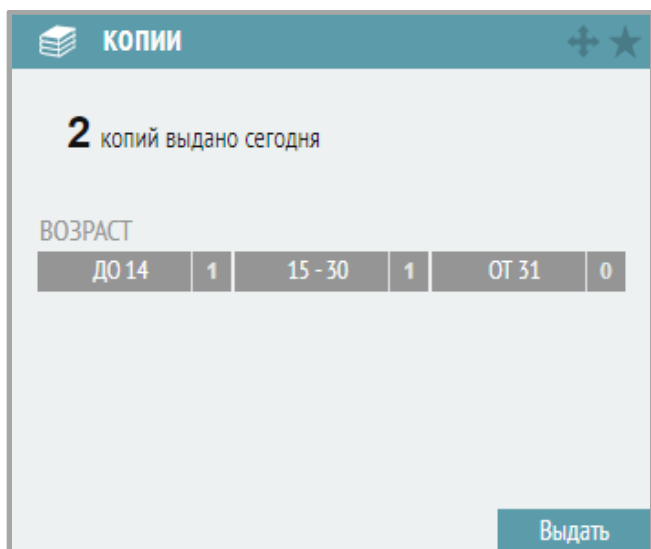 КОПИИ
2 копий выдано сегодня
ВОЗРАСТ
ДО 14 1 15 - 30 1 ОТ 31 0
Выдать